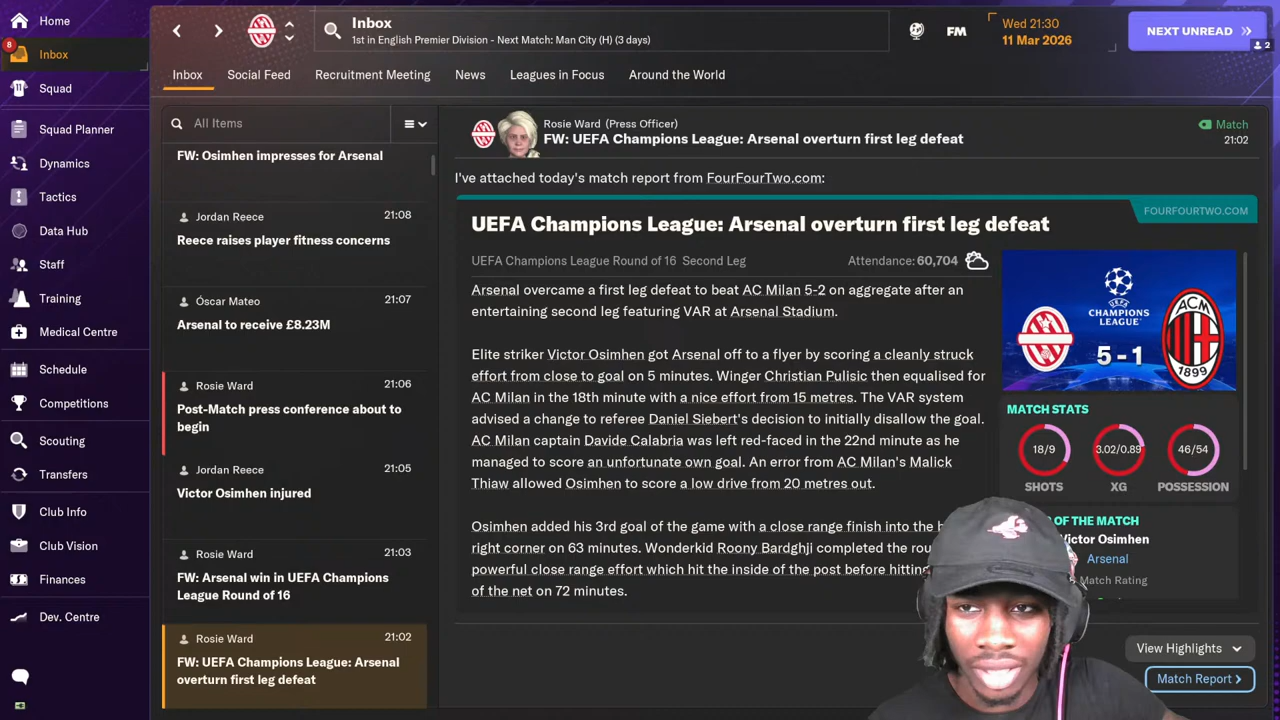 Home
8
Inbox
Squad
Squad Planner
Dynamics
Tactics
Data Hub
Staff
Training
Medical Centre
Schedule
Competitions
Scouting
Transfers
Club Info
Club Vision
Finances
Dev. Centre
Inbox
1st in English Premier Division - Next Match: Man City (H) (3 days)
FM
Wed 21:30
11 Mar 2026
NEXT UNREAD
2
Inbox
Social Feed
Recruitment Meeting
News
Leagues in Focus
Around the World
All Items
FW: Osimhen impresses for Arsenal
Jordan Reece 21:08
Reece raises player fitness concerns
Óscar Mateo 21:07
Arsenal to receive £8.23M
Rosie Ward 21:06
Post-Match press conference about to
begin
Jordan Reece 21:05
Victor Osimhen injured
Rosie Ward 21:03
FW: Arsenal win in UEFA Champions
League Round of 16
Rosie Ward 21:02
FW: UEFA Champions League: Arsenal
overturn first leg defeat
Rosie Ward (Press Officer)
FW: UEFA Champions League: Arsenal overturn first leg defeat
Match
21:02
I've attached today's match report from FourFourTwo.com:
FOURFOURTWO.COM
UEFA Champions League: Arsenal overturn first leg defeat
UEFA Champions League Round of 16 Second Leg
Attendance: 60,704
Arsenal overcame a first leg defeat to beat AC Milan 5-2 on aggregate after an
entertaining second leg featuring VAR at Arsenal Stadium.
Elite striker Victor Osimhen got Arsenal off to a flyer by scoring a cleanly struck
effort from close to goal on 5 minutes. Winger Christian Pulisic then equalised for
AC Milan in the 18th minute with a nice effort from 15 metres. The VAR system
advised a change to referee Daniel Siebert's decision to initially disallow the goal.
AC Milan captain Davide Calabria was left red-faced in the 22nd minute as he
managed to score an unfortunate own goal. An error from AC Milan's Malick
Thiaw allowed Osimhen to score a low drive from 20 metres out.
Osimhen added his 3rd goal of the game with a close range finish into the b
right corner on 63 minutes. Wonderkid Roony Bardghji completed the rou
powerful close range effort which hit the inside of the post before hitting
of the net on 72 minutes.
CHAMPIONS
LEAGUE
5 - 1
ACM
1899
MATCH STATS
18/9
3.02/0.89
46/54
SHOTS
XG
POSSESSION
OF THE MATCH
Victor Osimhen
Arsenal
Match Rating
View Highlights
Match Report